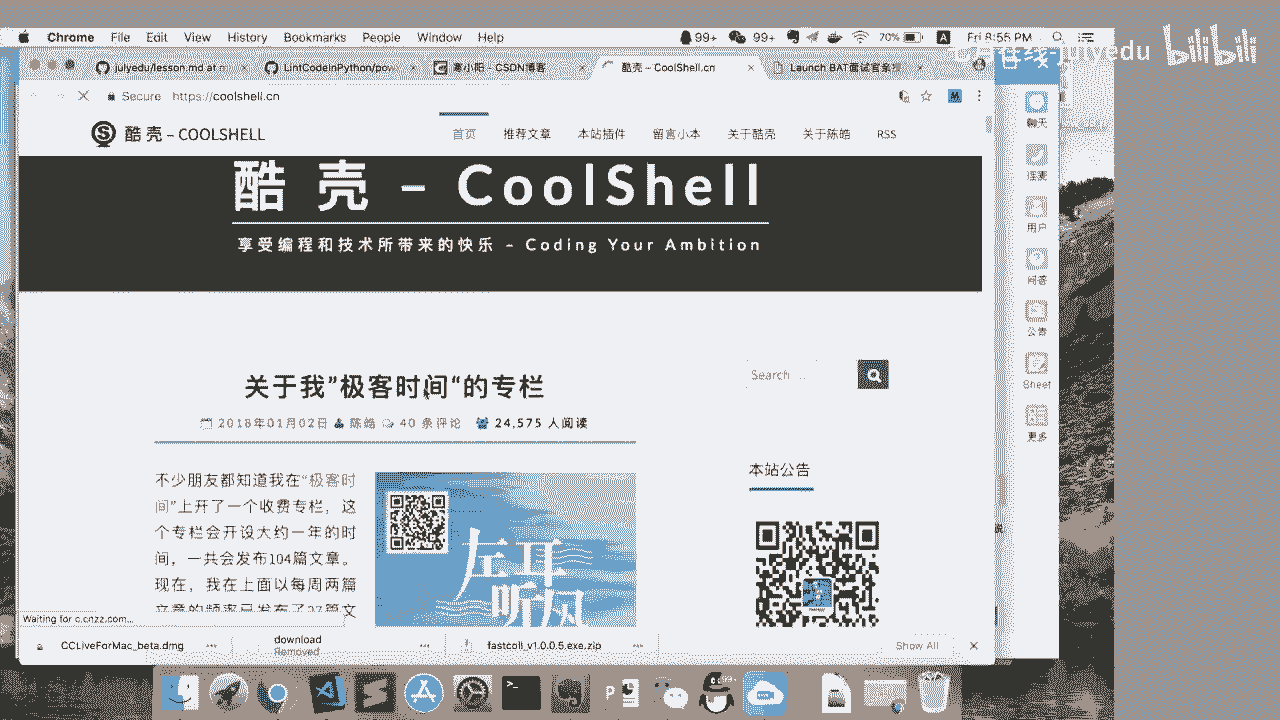 Chrome File Edit View History Bookmarks People Window Help 99+ 99+ 70% A Fri 8:55 PM
julyedu bilibili
julyedu/lesson.md at LintCodeInPython/pow 寒小阳 - CSDN博客 酷壳 – CoolShell.cn Launch BAT面试官亲
Secure https://coolshell.cn
酷 壳 – COOLSHELL 首页 推荐文章 本站插件 留言小本 关于酷壳 关于陈皓 RSS
酷 壳 – CoolShell
享受编程和技术所带来的快乐 – Coding Your Ambition
关于我”极客时间“的专栏
2018年01月02日 陈皓 40 条评论 24,575 人阅读
不少朋友都知道我在“极客时
间”上开了一个收费专栏，这
个专栏会开设大约一年的时
间，一共会发布104篇文章。
现在，我在上面以每周两篇
文章的频率已发布了27篇文
左耳
听风
Search ...
本站公告
聊天
用户
问答
公告
Sheet
更多
Waiting for c.cnzz.com...
CCLiveForMac_beta.dmg download fastcoll_v1.0.0.5.exe.zip Show All
Removed